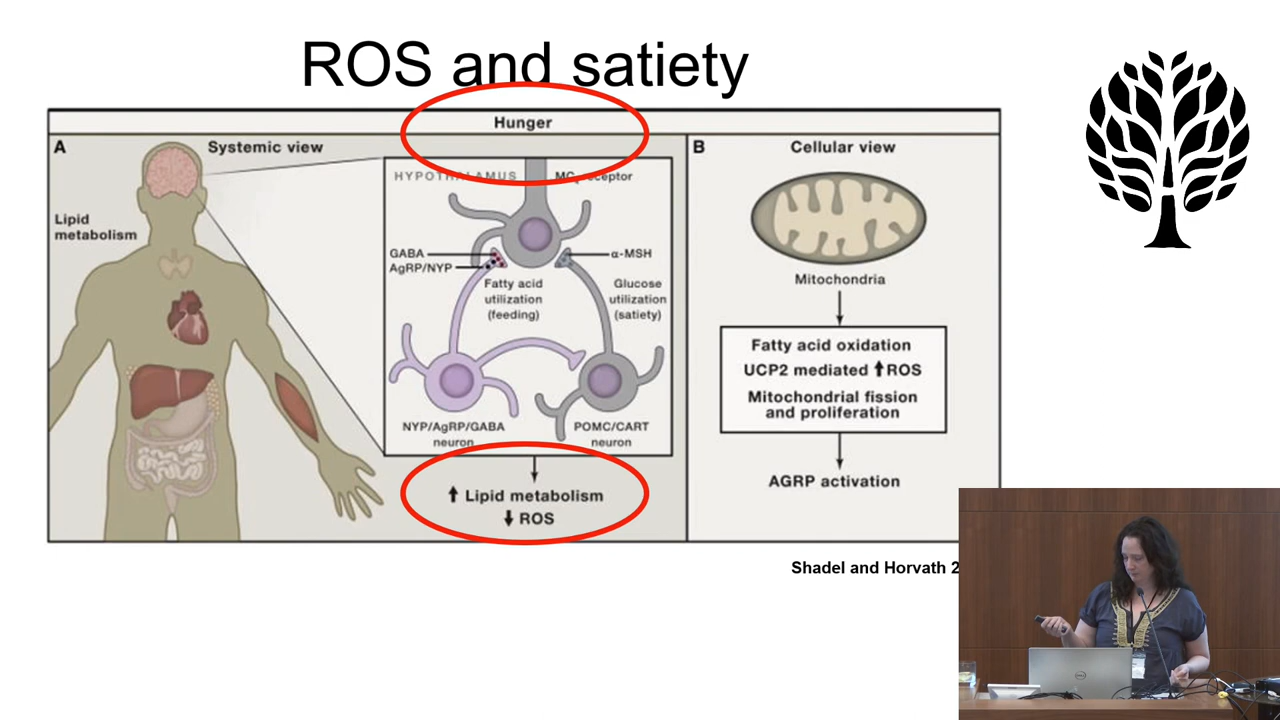 ROS and satiety
Hunger
A
Systemic view
Lipid
metabolism
HYPOTHALAMUS
GABA
AgRP/NYP
α-MSH
Fatty acid
utilization
(feeding)
Glucose
utilization
(satiety)
NYP/AgRP/GABA
neuron
POMC/CART
neuron
↑ Lipid metabolism
↓ ROS
B
Cellular view
Mitochondria
Fatty acid oxidation
UCP2 mediated ↑ROS
Mitochondrial fission
and proliferation
AGRP activation
Shadel and Horvath
DELL